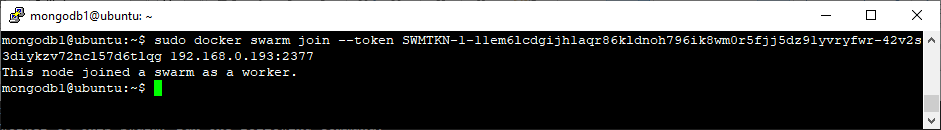 mongodb1@ubuntu: ~
mongodb1@ubuntu:~$ sudo docker swarm join --token SWMTKN-1-11em6lcdgijhlaqr86kldnoh796ik8wm0r5fjj5dz9lyvryfwr-42v2s
3diykzv72ncl57d6tlqg 192.168.0.193:2377
This node joined a swarm as a worker.
mongodb1@ubuntu:~$